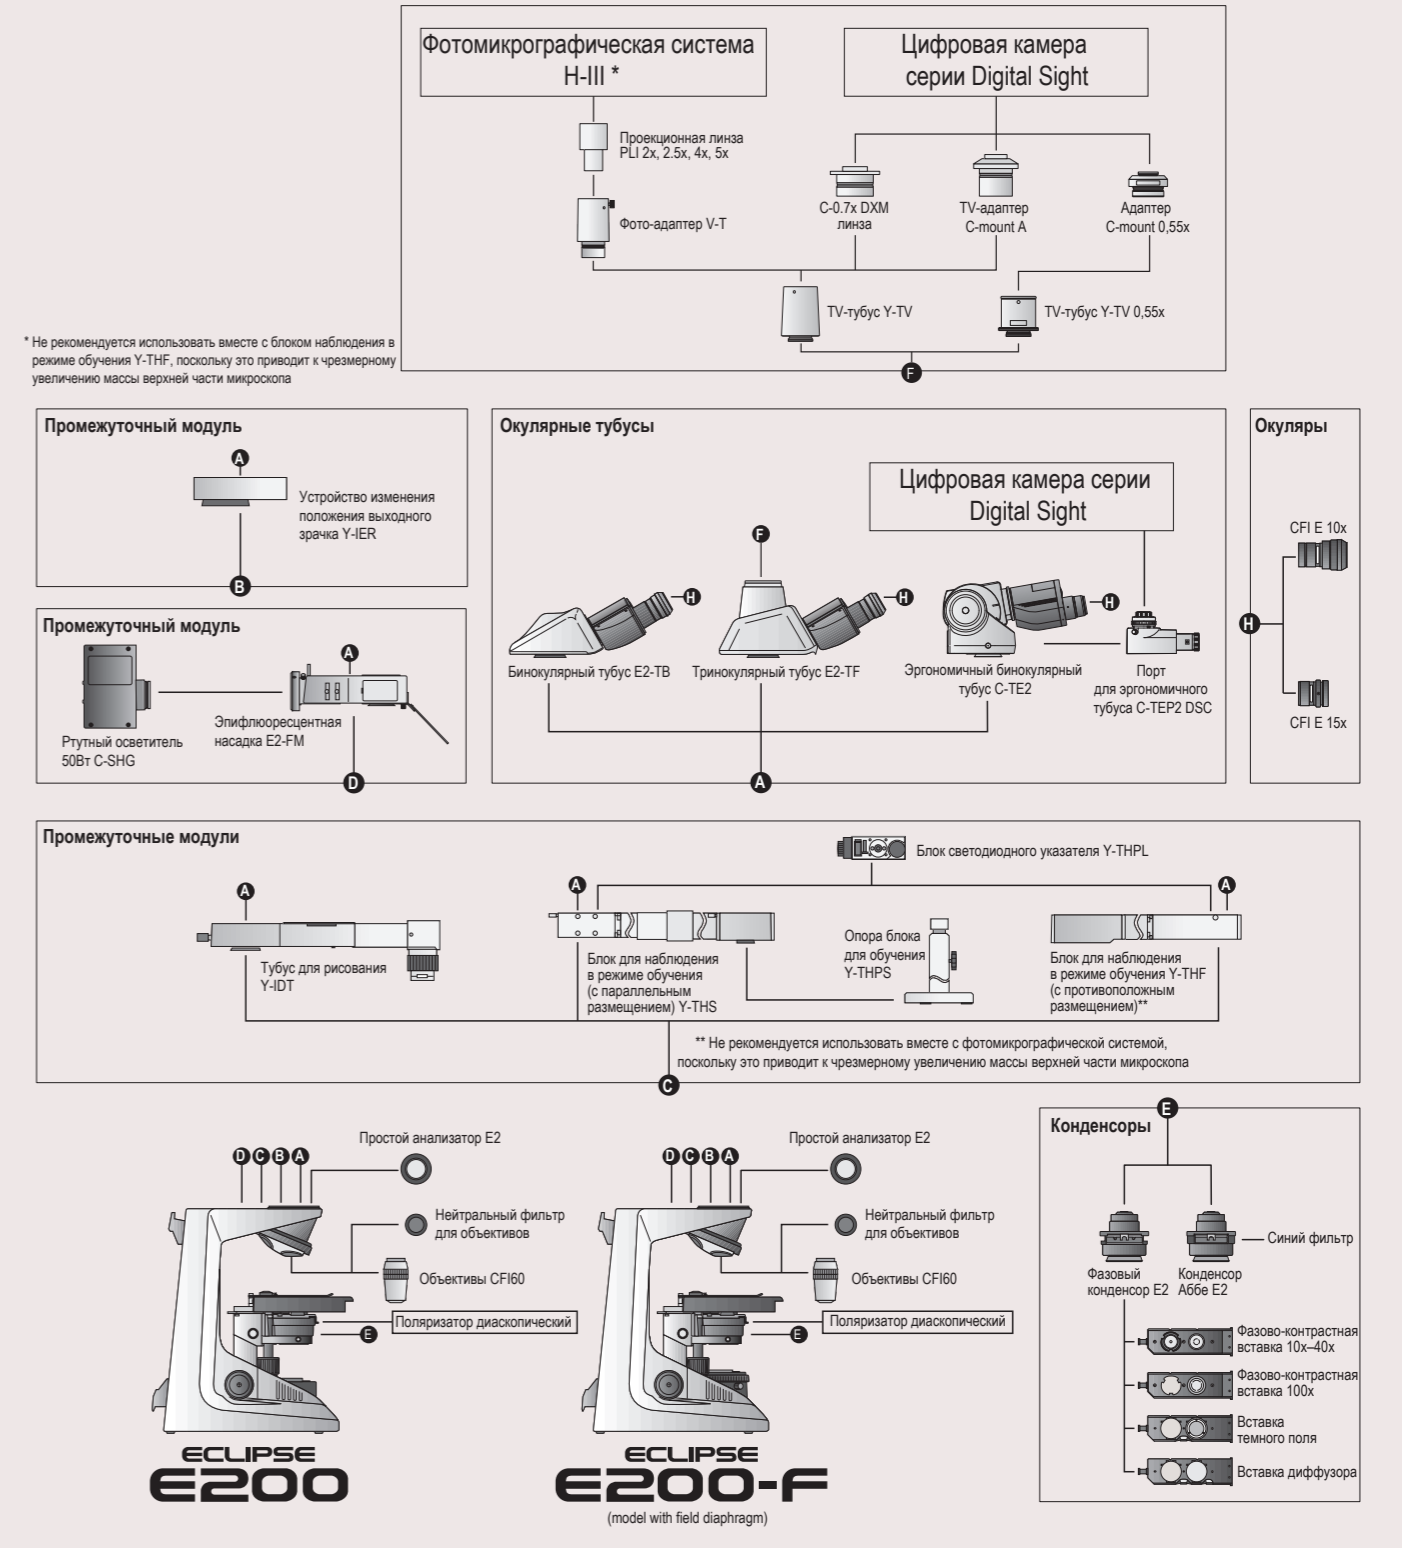 Фотомикрографическая система
H-III *
Цифровая камера
серии Digital Sight
Проекционная линза
PLI 2x, 2.5x, 4x, 5x
Фото-адаптер V-T
C-0.7x DXM
линза
TV-адаптер
C-mount A
Адаптер
C-mount 0,55x
TV-тубус Y-TV
TV-тубус Y-TV 0,55x
F
* Не рекомендуется использовать вместе с блоком наблюдения в
режиме обучения Y-THF, поскольку это приводит к чрезмерному
увеличению массы верхней части микроскопа
Промежуточный модуль
A
Устройство изменения
положения выходного
зрачка Y-IER
B
Промежуточный модуль
A
Ртутный осветитель
50Вт C-SHG
Эпифлюоресцентная
насадка E2-FM
D
Окулярные тубусы
Цифровая камера серии
Digital Sight
F
H
H
H
Бинокулярный тубус E2-TB
Тринокулярный тубус E2-TF
Эргономичный бинокулярный
тубус C-TE2
Порт
для эргономичного
тубуса C-TEP2 DSC
A
Окуляры
CFI E 10x
H
CFI E 15x
Промежуточные модули
Блок светодиодного указателя Y-THPL
A
A
A
Тубус для рисования
Y-IDT
Блок для наблюдения
в режиме обучения
(с параллельным
размещением) Y-THS
Опора блока
для обучения
Y-THPS
Блок для наблюдения
в режиме обучения Y-THF
(с противоположным
размещением)**
** Не рекомендуется использовать вместе с фотомикрографической системой,
поскольку это приводит к чрезмерному увеличению массы верхней части микроскопа
C
D C B A
Простой анализатор E2
Нейтральный фильтр
для объективов
Объективы CFI60
Поляризатор диаскопический
E
ECLIPSE
E200
D C B A
Простой анализатор E2
Нейтральный фильтр
для объективов
Объективы CFI60
Поляризатор диаскопический
E
ECLIPSE
E200-F
(model with field diaphragm)
E
Конденсоры
Синий фильтр
Фазовый
конденсор E2
Конденсор
Аббе E2
Фазово-контрастная
вставка 10x–40x
Фазово-контрастная
вставка 100x
Вставка
темного поля
Вставка диффузора